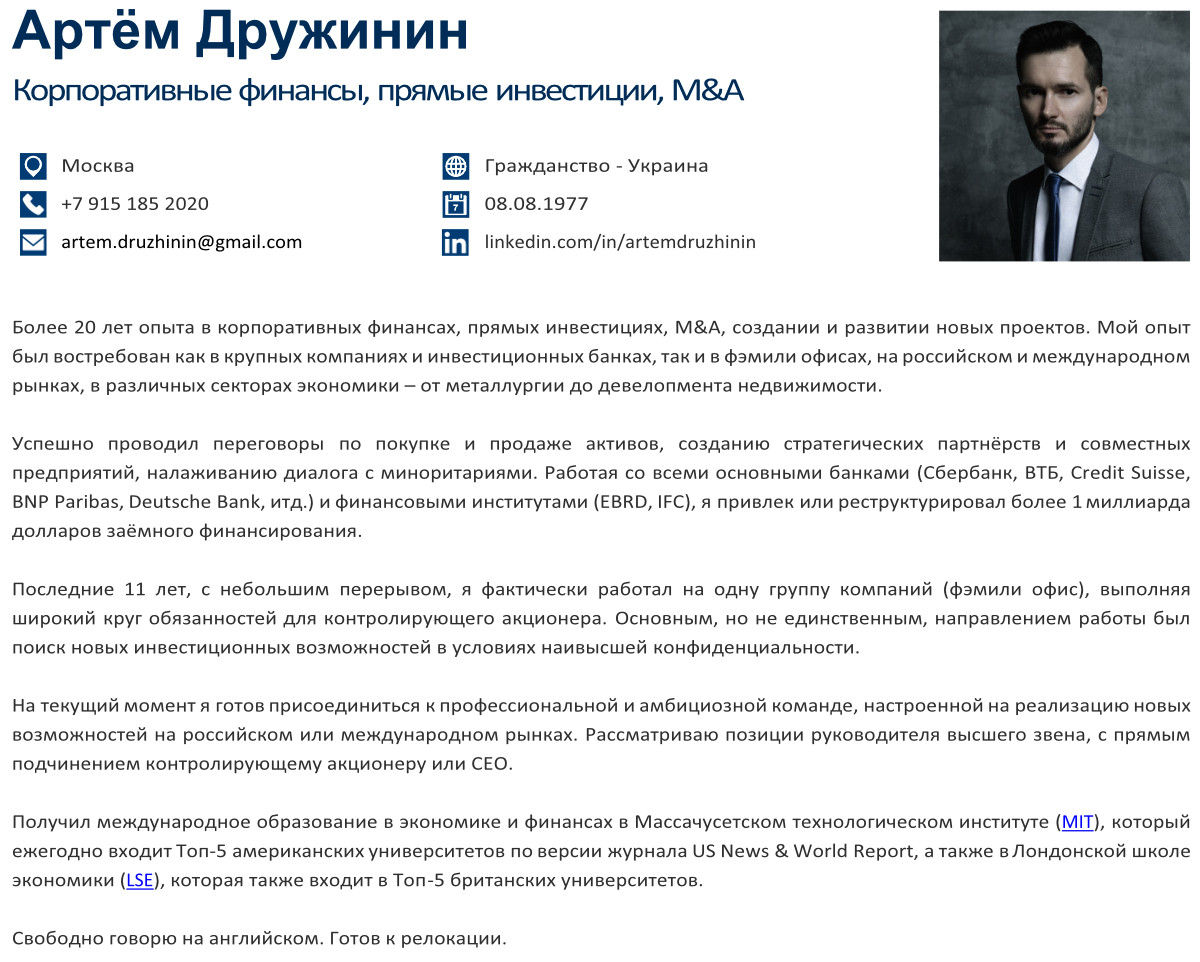 Артём Дружинин
Корпоративные финансы, прямые инвестиции, M&A
Москва
Гражданство - Украина
+7 915 185 2020
7
08.08.1977
artem.druzhinin@gmail.com
in
linkedin.com/in/artemdruzhinin
Более 20 лет опыта в корпоративных финансах, прямых инвестициях, M&A, создании и развитии новых проектов. Мой опыт
был востребован как в крупных компаниях и инвестиционных банках, так и в фэмили офисах, на российском и международном
рынках, в различных секторах экономики – от металлургии до девелопмента недвижимости.
Успешно проводил переговоры по покупке и продаже активов, созданию стратегических партнёрств и совместных
предприятий, налаживанию диалога с миноритариями. Работая со всеми основными банками (Сбербанк, ВТБ, Credit Suisse,
BNP Paribas, Deutsche Bank, итд.) и финансовыми институтами (EBRD, IFC), я привлек или реструктурировал более 1 миллиарда
долларов заёмного финансирования.
Последние 11 лет, с небольшим перерывом, я фактически работал на одну группу компаний (фэмили офис), выполняя
широкий круг обязанностей для контролирующего акционера. Основным, но не единственным, направлением работы был
поиск новых инвестиционных возможностей в условиях наивысшей конфиденциальности.
На текущий момент я готов присоединиться к профессиональной и амбициозной команде, настроенной на реализацию новых
возможностей на российском или международном рынках. Рассматриваю позиции руководителя высшего звена, с прямым
подчинением контролирующему акционеру или CEO.
Получил международное образование в экономике и финансах в Массачусетском технологическом институте (MIT), который
ежегодно входит Топ-5 американских университетов по версии журнала US News & World Report, а также в Лондонской школе
экономики (LSE), которая также входит в Топ-5 британских университетов.
Свободно говорю на английском. Готов к релокации.